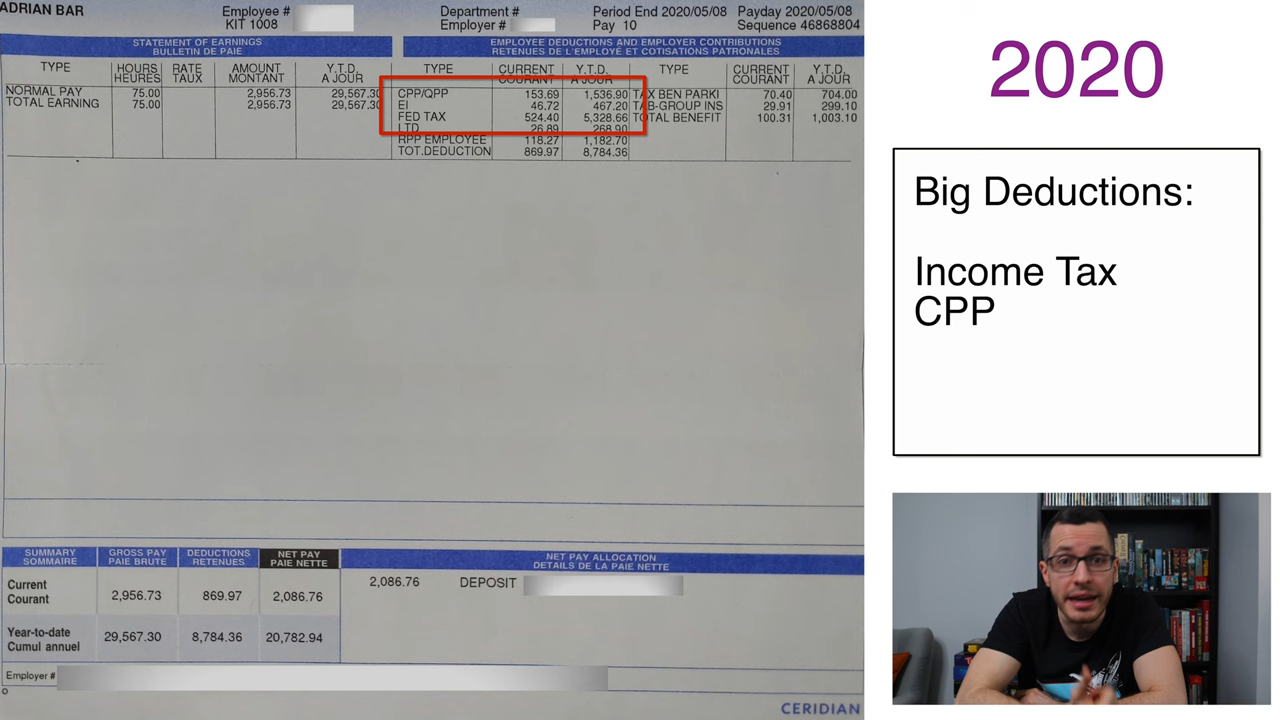 ADRIAN BAR Employee # Department # Period End 2020/05/08 Payday 2020/05/08
KIT 1008 Employer # Pay 10 Sequence 46868804
STATEMENT OF EARNINGS
BULLETIN DE PAIE
EMPLOYEE DEDUCTIONS AND EMPLOYER CONTRIBUTIONS
RETENUES DE L'EMPLOYÉ ET COTISATIONS PATRONALES
TYPE HOURS RATE AMOUNT Y.T.D. TYPE CURRENT Y.T.D. TYPE CURRENT Y.T.D.
HEURES TAUX MONTANT A JOUR COURANT A JOUR COURANT A JOUR
NORMAL PAY 75.00 2,956.73 29,567.30 CPP/QPP 153.69 1,536.90 TAX BEN PARKI 70.40 704.00
TOTAL EARNING 75.00 2,956.73 29,567.30 EI 46.72 467.20 TAB-GROUP INS 29.91 299.10
FED TAX 524.40 5,328.66 TOTAL BENEFIT 100.31 1,003.10
LTD 26.89 268.90
RPP EMPLOYEE 118.27 1,182.70
TOT.DEDUCTION 869.97 8,784.36
SUMMARY GROSS PAY DEDUCTIONS NET PAY NET PAY ALLOCATION
SOMMAIRE PAIE BRUTE RETENUES PAIE NETTE DETAILS DE LA PAIE NETTE
Current
Courant 2,956.73 869.97 2,086.76 2,086.76 DEPOSIT
Year-to-date
Cumul annuel 29,567.30 8,784.36 20,782.94
Employer #
CERIDIAN
2020
Big Deductions:
Income Tax
CPP